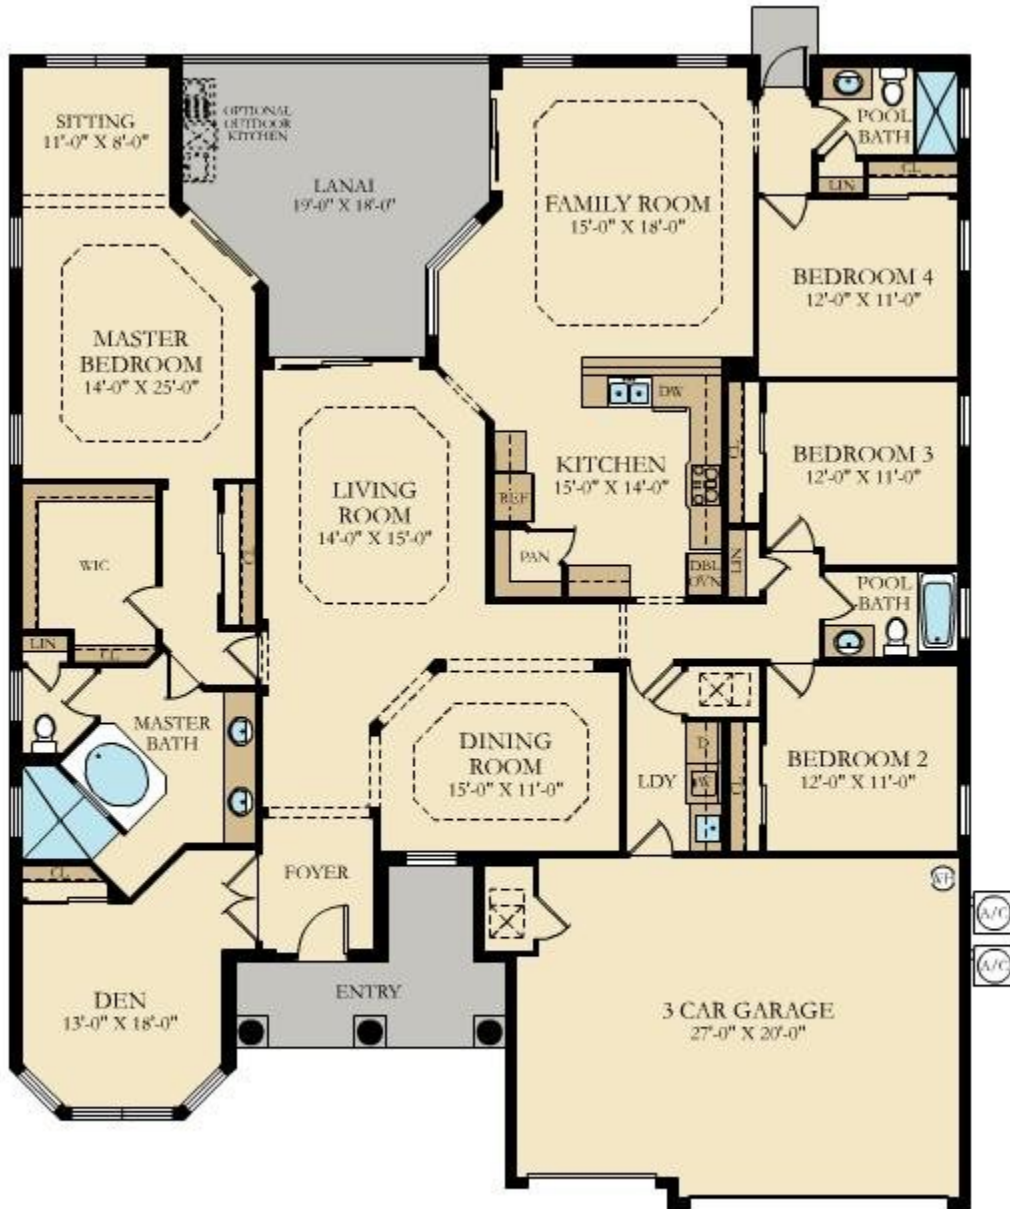 SITTING
11'-0" X 8'-0"
OPTIONAL
OUTDOOR
KITCHEN
LANAI
19'-0" X 18'-0"
FAMILY ROOM
15'-0" X 18'-0"
POOL
BATH
LIN
CL
BEDROOM 4
12'-0" X 11'-0"
MASTER
BEDROOM
14'-0" X 25'-0"
DW
KITCHEN
15'-0" X 14'-0"
REF
PAN
DBL
OVN
CL
LIN
BEDROOM 3
12'-0" X 11'-0"
LIVING
ROOM
14'-0" X 15'-0"
WIC
CL
LIN
CL
POOL
BATH
MASTER
BATH
DINING
ROOM
15'-0" X 11'-0"
LDY
D
W
CL
BEDROOM 2
12'-0" X 11'-0"
CL
FOYER
WH
A/C
A/C
DEN
13'-0" X 18'-0"
ENTRY
3 CAR GARAGE
27'-0" X 20'-0"